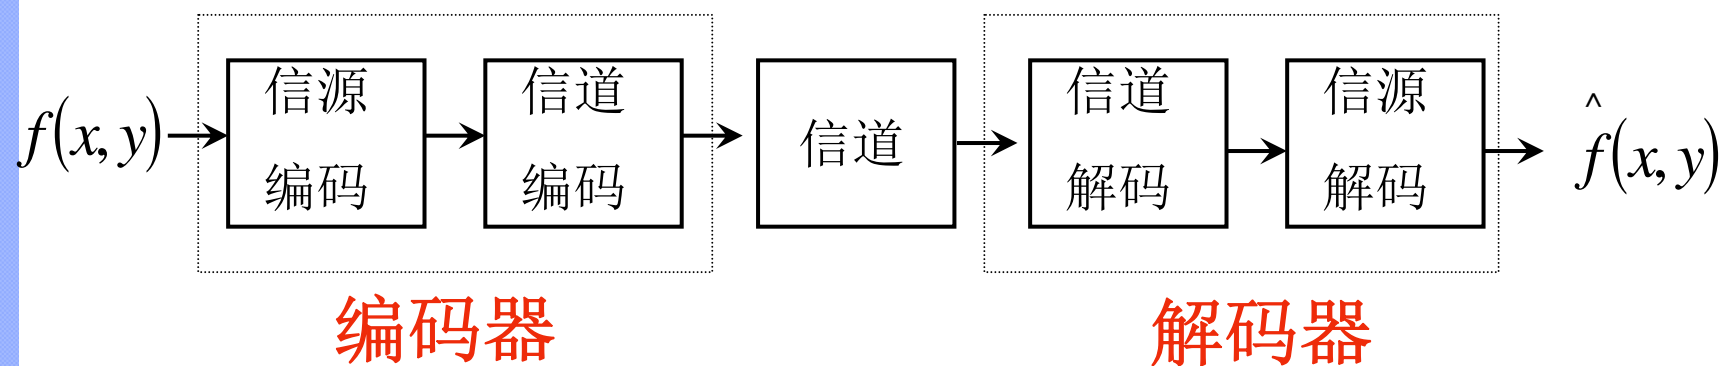 f(x, y)
信源
编码
信道
编码
信道
信道
解码
信源
解码
^
f(x, y)
编码器
解码器